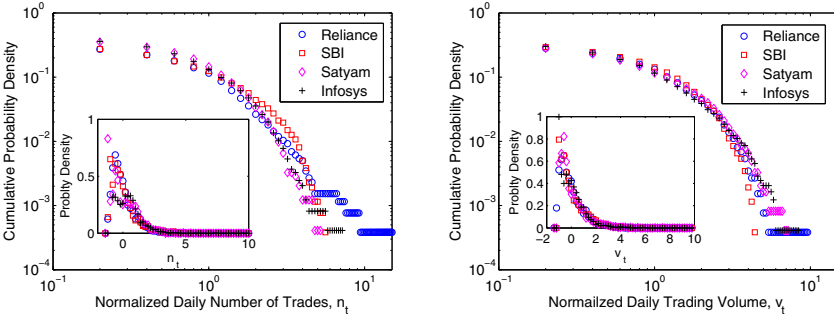 10^0
10^-1
10^-2
10^-3
10^-4
Cumulative Probability Density
10^-1
10^0
10^1
Normalized Daily Number of Trades, n_t
Reliance
SBI
Satyam
Infosys
1
0.5
0
Problty Density
0
5
10
n_t
10^0
10^-1
10^-2
10^-3
10^-4
Cumulative Probability Density
10^-1
10^0
10^1
Normailzed Daily Trading Volume, v_t
Reliance
SBI
Satyam
Infosys
1
0.8
0.6
0.4
0.2
0
Problty Density
−2
0
2
4
6
8
10
v_t